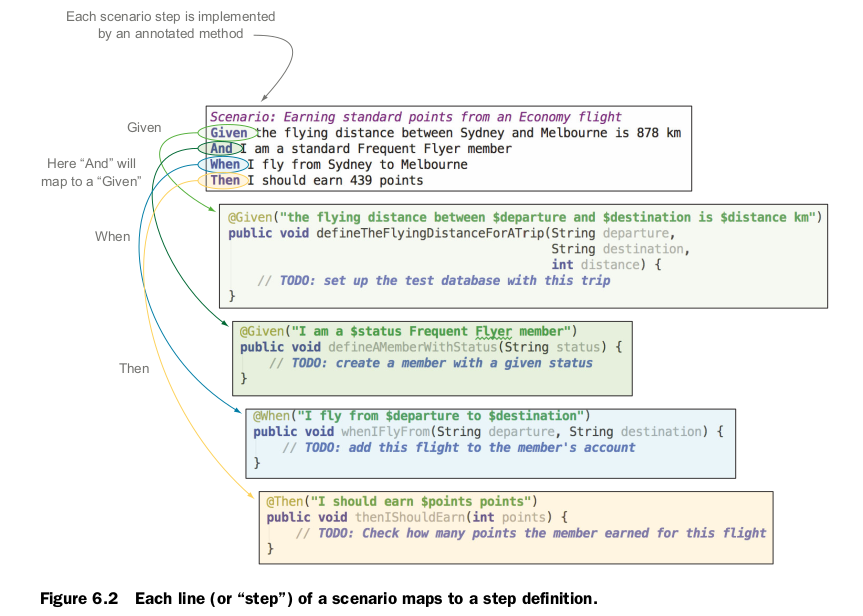 Each scenario step is implemented
by an annotated method
Scenario: Earning standard points from an Economy flight
Given the flying distance between Sydney and Melbourne is 878 km
And I am a standard Frequent Flyer member
When I fly from Sydney to Melbourne
Then I should earn 439 points
Given
Here “And” will
map to a “Given”
When
Then
@Given("the flying distance between $departure and $destination is $distance km")
public void defineTheFlyingDistanceForATrip(String departure,
String destination,
int distance) {
// TODO: set up the test database with this trip
}
@Given("I am a $status Frequent Flyer member")
public void defineAMemberWithStatus(String status) {
// TODO: create a member with a given status
}
@When("I fly from $departure to $destination")
public void whenIFlyFrom(String departure, String destination) {
// TODO: add this flight to the member's account
}
@Then("I should earn $points points")
public void thenIShouldEarn(int points) {
// TODO: Check how many points the member earned for this flight
}
Figure 6.2 Each line (or “step”) of a scenario maps to a step definition.